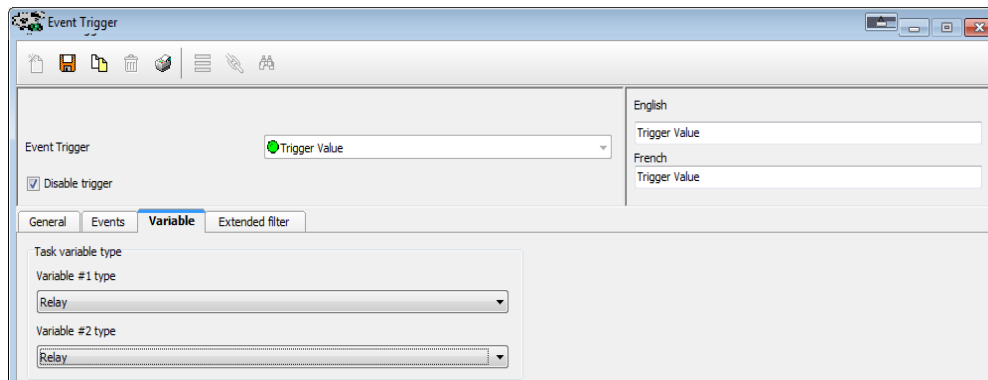 Event Trigger
English
Trigger Value
Event Trigger
Trigger Value
French
Trigger Value
Disable trigger
General Events Variable Extended filter
Task variable type
Variable #1 type
Relay
Variable #2 type
Relay